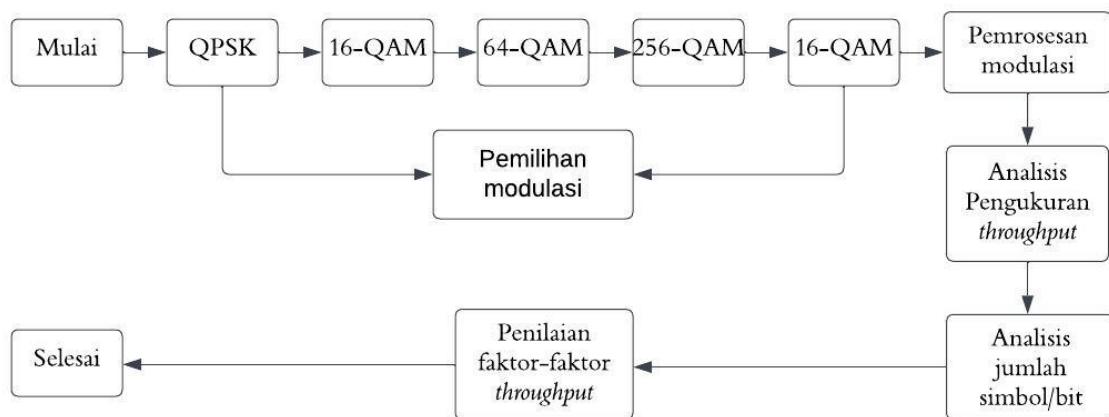 Mulai
QPSK
16-QAM
64-QAM
256-QAM
16-QAM
Pemrosesan
modulasi
Pemilihan
modulasi
Analisis
Pengukuran
throughput
Analisis
jumlah
simbol/bit
Penilaian
faktor-faktor
throughput
Selesai